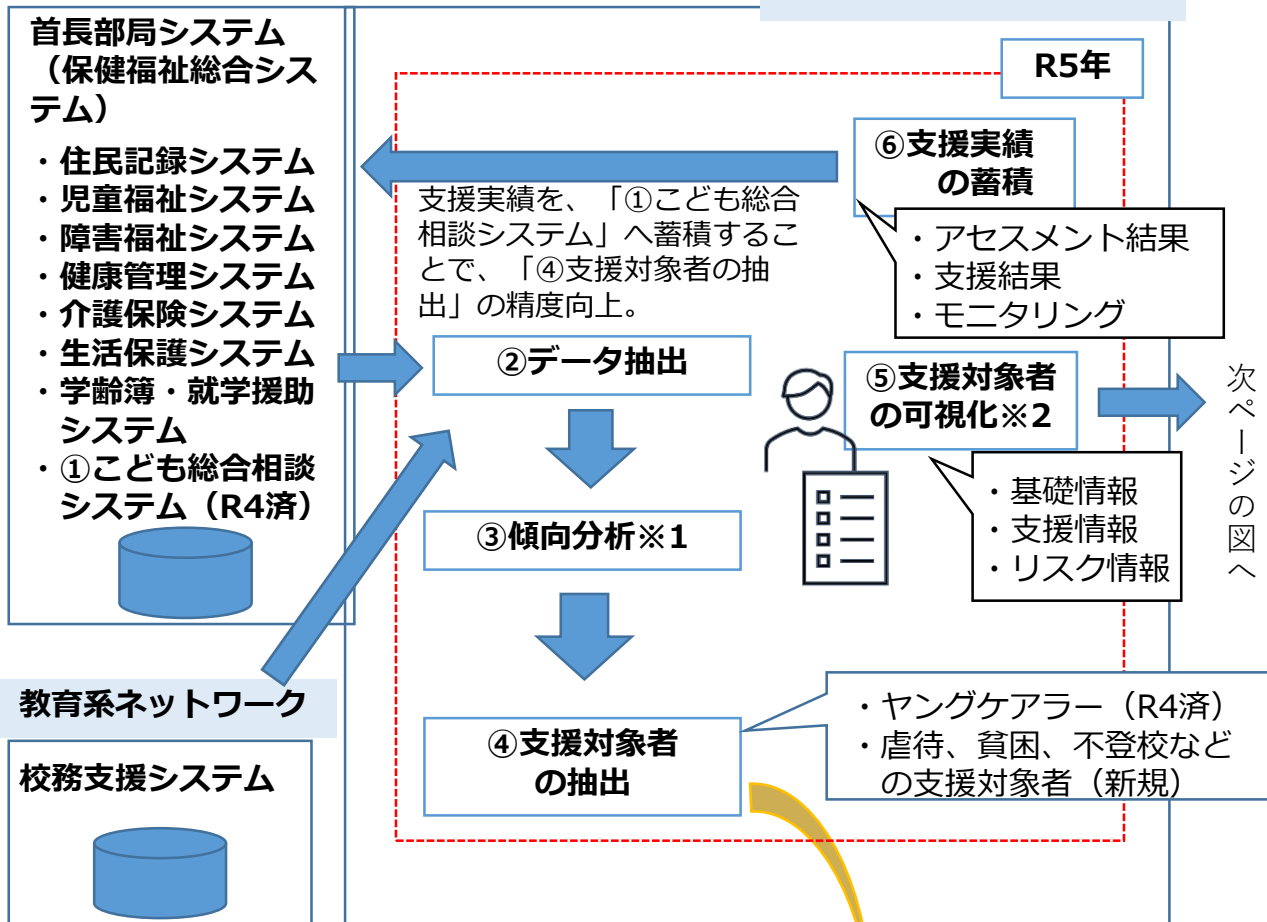 首長部局システム
（保健福祉総合シス
テム）
・住民記録システム
・児童福祉システム
・障害福祉システム
・健康管理システム
・介護保険システム
・生活保護システム
・学齢簿・就学援助
システム
・①こども総合相談
システム（R4済）
教育系ネットワーク
校務支援システム
R5年
⑥支援実績
の蓄積
・アセスメント結果
・支援結果
・モニタリング
支援実績を、「①こども総合
相談システム」へ蓄積するこ
とで、「④支援対象者の抽
出」の精度向上。
②データ抽出
③傾向分析※1
④支援対象者
の抽出
・ヤングケアラー（R4済）
・虐待、貧困、不登校など
の支援対象者（新規）
⑤支援対象者
の可視化※2
・基礎情報
・支援情報
・リスク情報
次ページの図へ